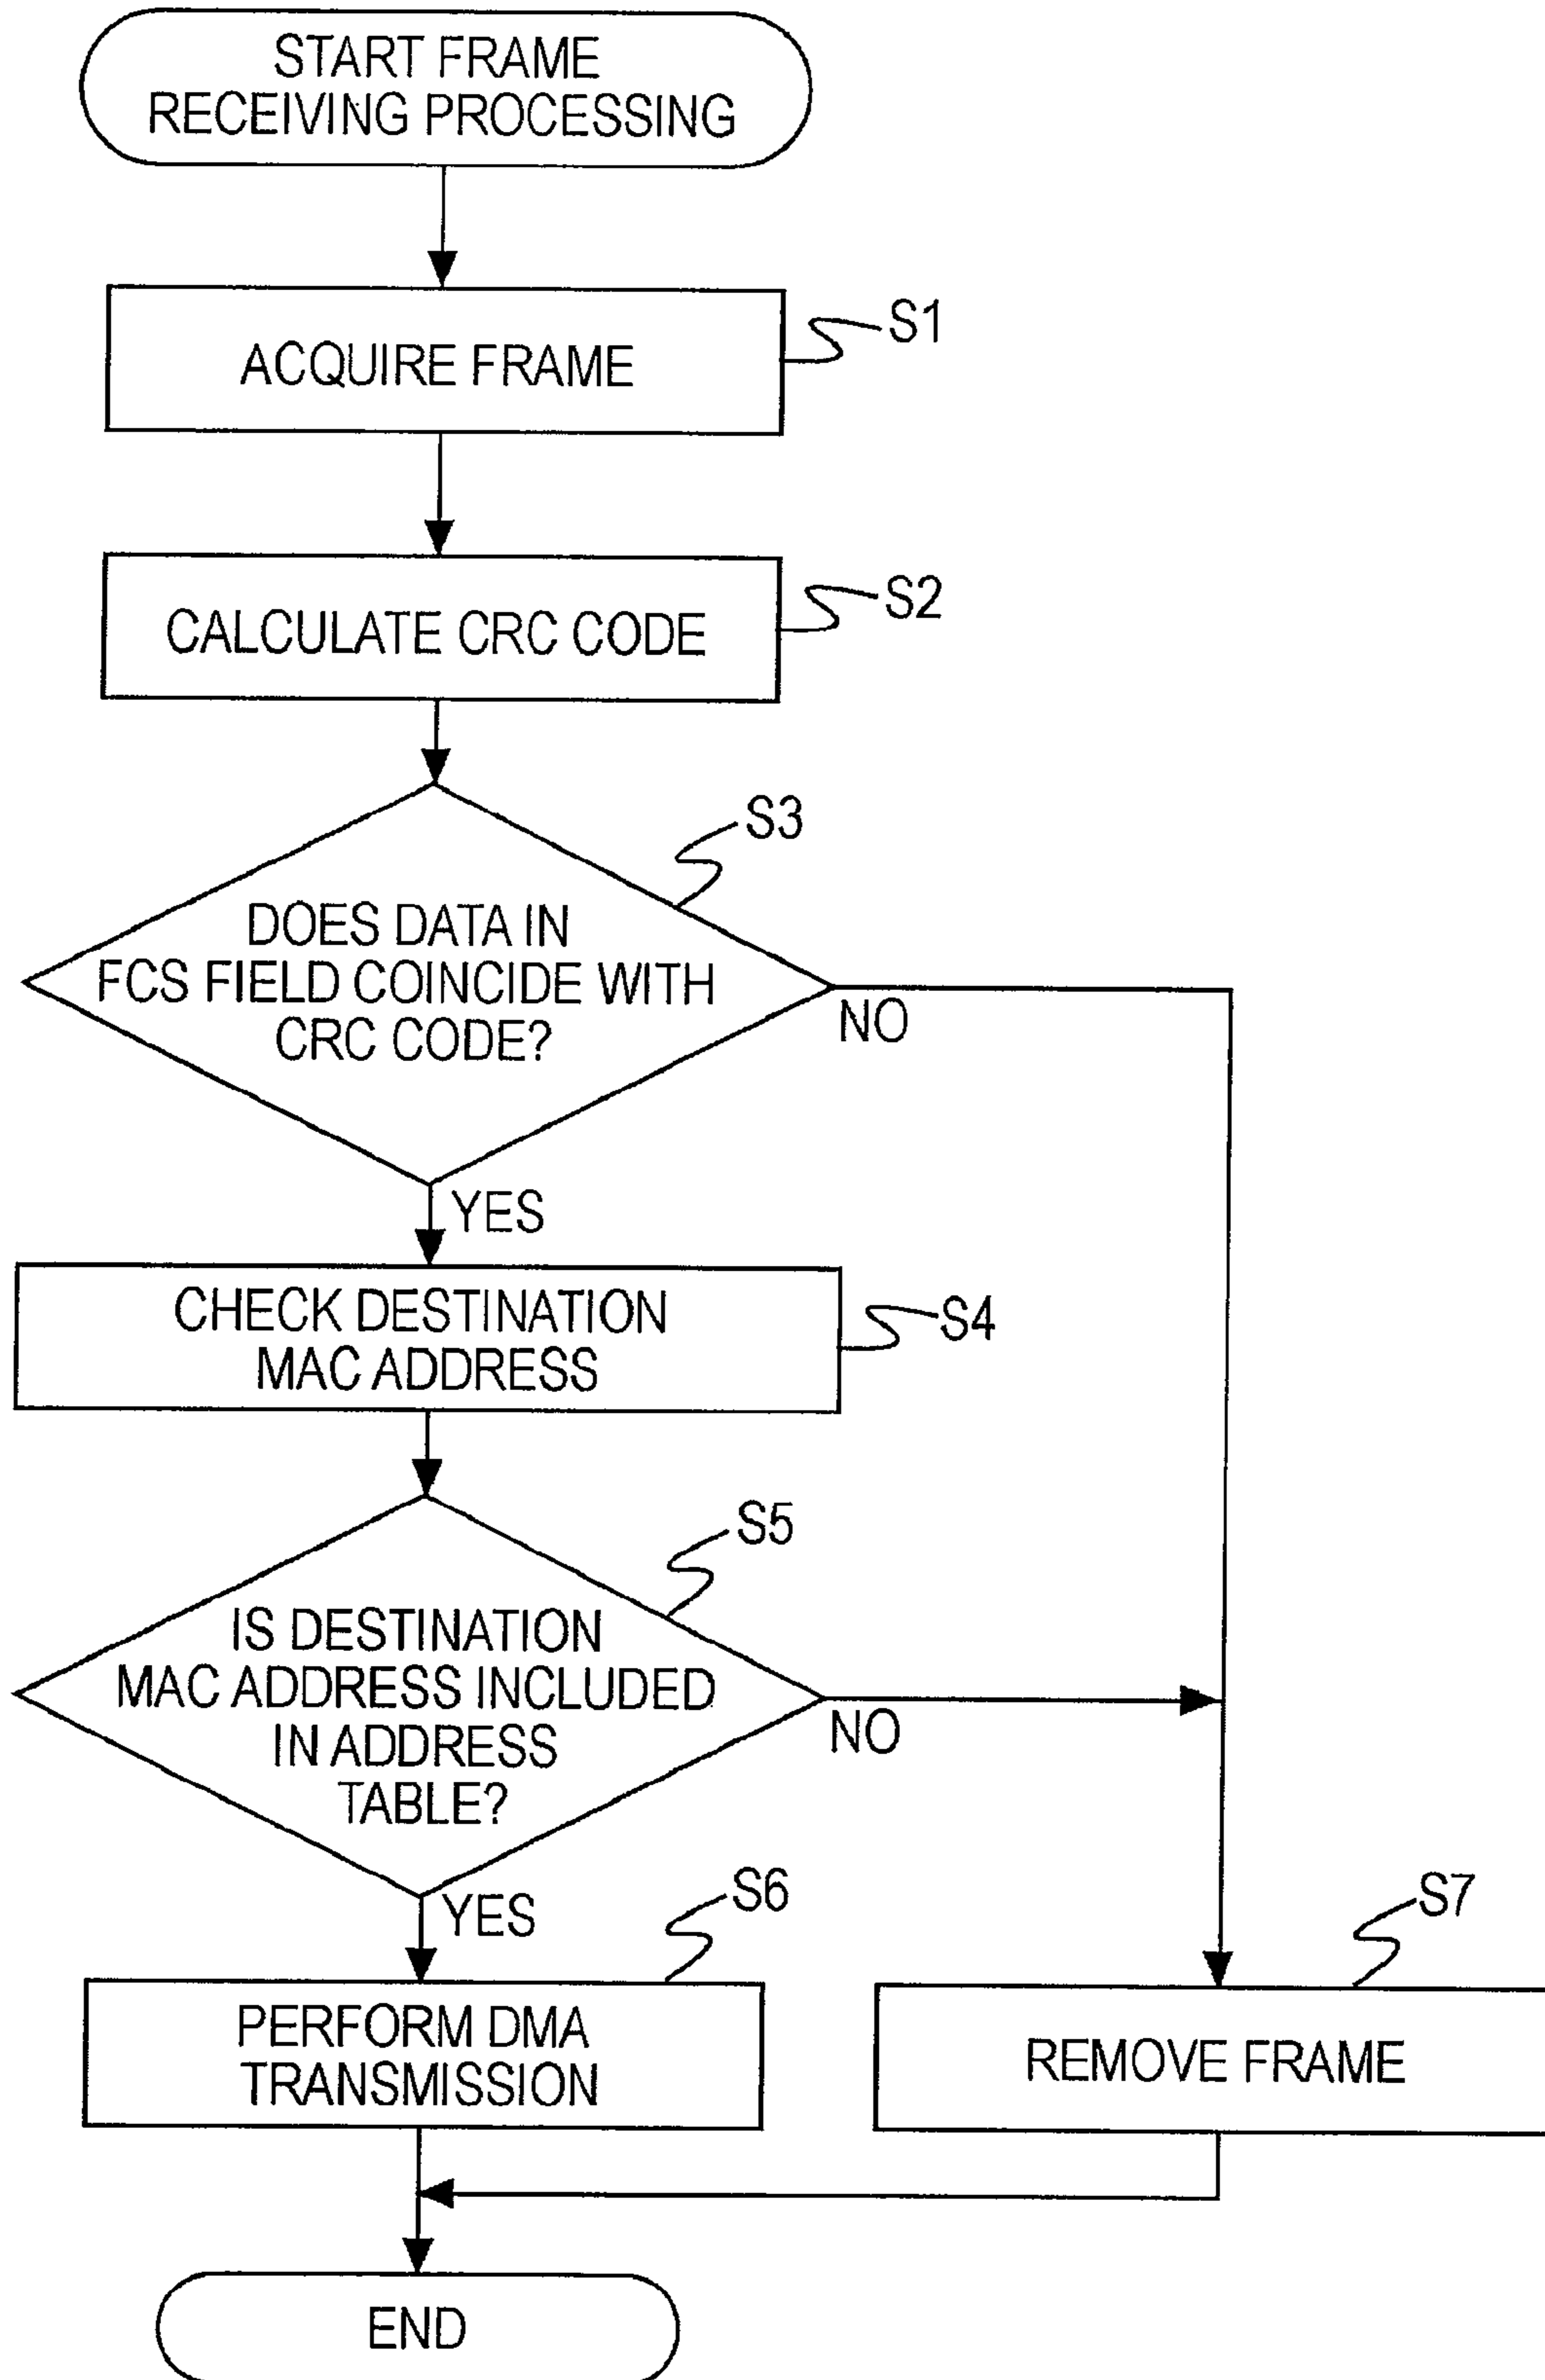 START FRAME
RECEIVING PROCESSING
ACQUIRE FRAME
S1
CALCULATE CRC CODE
S2
S3
DOES DATA IN
FCS FIELD COINCIDE WITH
CRC CODE?
NO
YES
CHECK DESTINATION
MAC ADDRESS
S4
S5
IS DESTINATION
MAC ADDRESS INCLUDED
IN ADDRESS
TABLE?
NO
YES
S6
S7
PERFORM DMA
TRANSMISSION
REMOVE FRAME
END